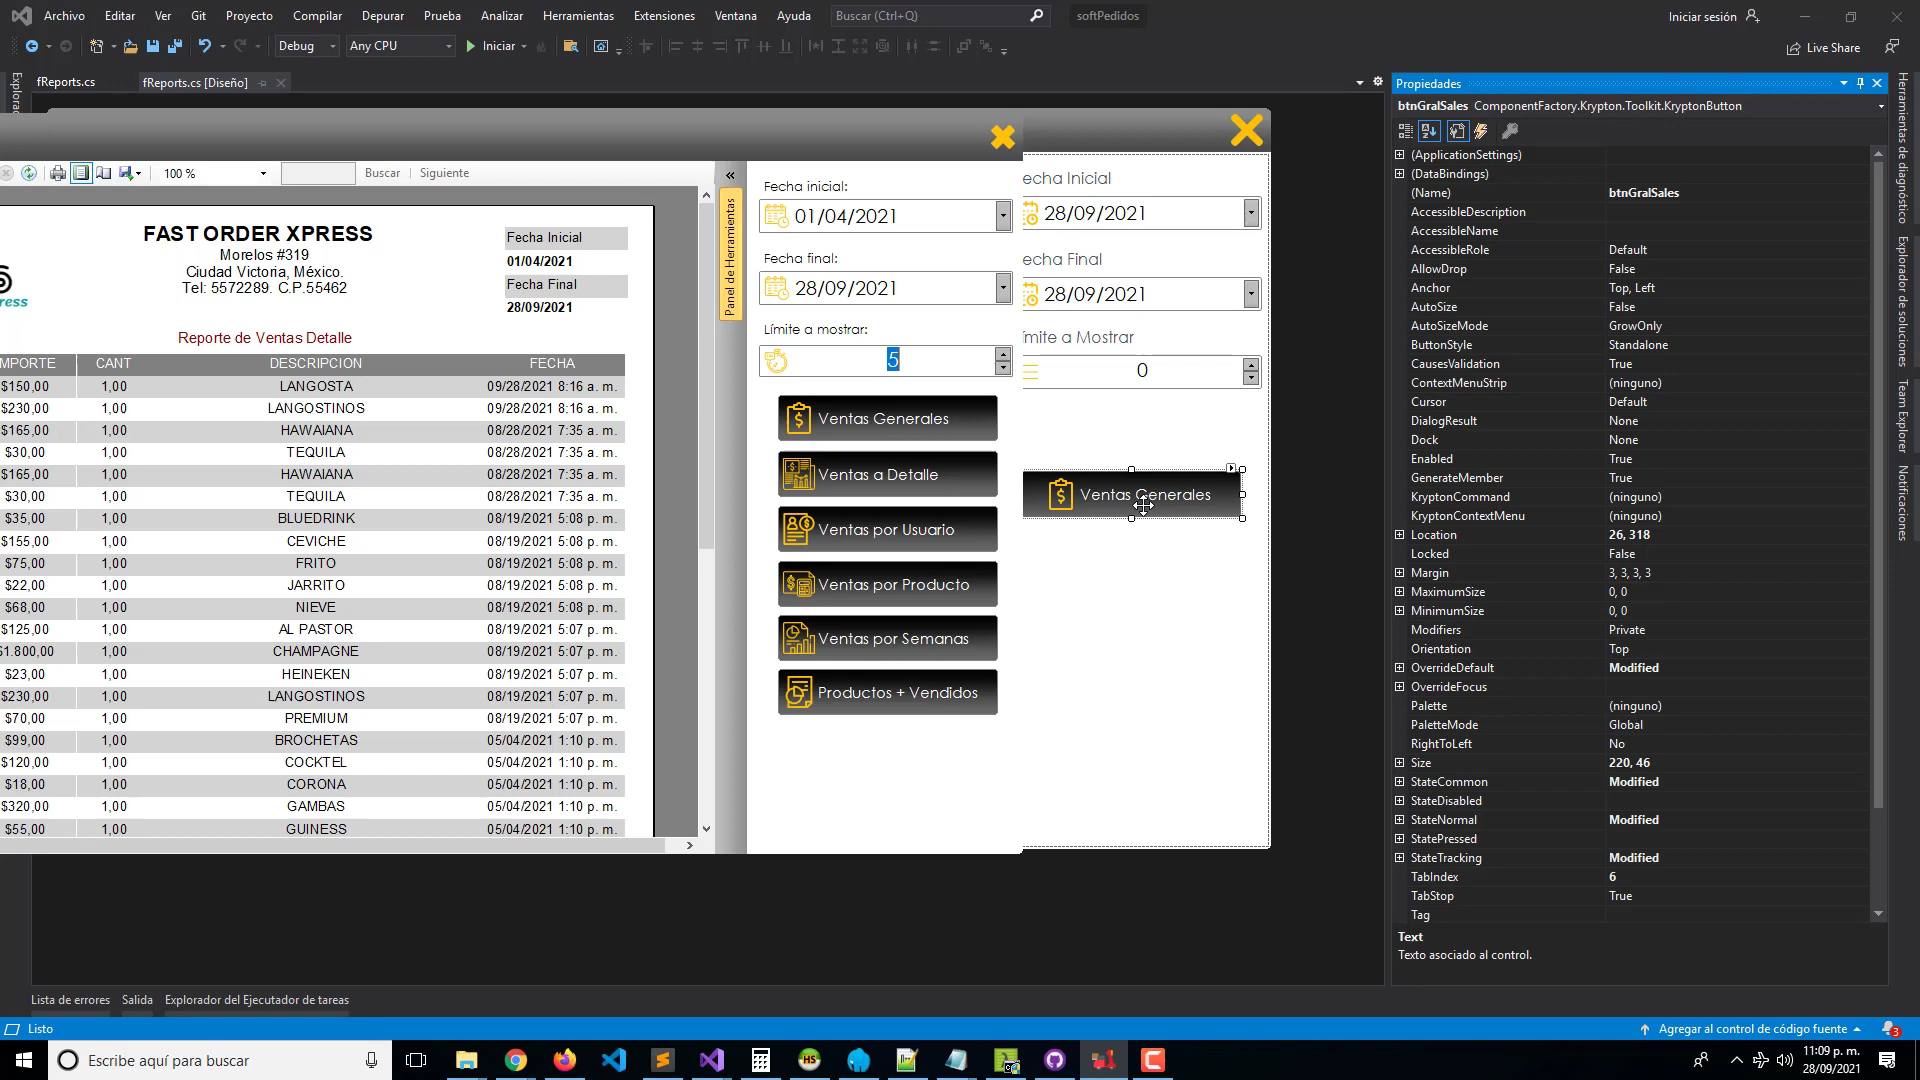 Archivo Editar Ver Git Proyecto Compilar Depurar Prueba Analizar Herramientas Extensiones Ventana Ayuda Buscar (Ctrl+Q) softPedidos Iniciar sesión
Debug Any CPU Iniciar Live Share
fReports.cs fReports.cs [Diseño]
100 % Buscar Siguiente
FAST ORDER XPRESS
Morelos #319
Ciudad Victoria, México.
Tel: 5572289. C.P.55462
Fecha Inicial
01/04/2021
Fecha Final
28/09/2021
Reporte de Ventas Detalle
MPORTE CANT DESCRIPCION FECHA
$150,00 1,00 LANGOSTA 09/28/2021 8:16 a. m.
$230,00 1,00 LANGOSTINOS 09/28/2021 8:16 a. m.
$165,00 1,00 HAWAIANA 08/28/2021 7:35 a. m.
$30,00 1,00 TEQUILA 08/28/2021 7:35 a. m.
$165,00 1,00 HAWAIANA 08/28/2021 7:35 a. m.
$30,00 1,00 TEQUILA 08/28/2021 7:35 a. m.
$35,00 1,00 BLUEDRINK 08/19/2021 5:08 p. m.
$155,00 1,00 CEVICHE 08/19/2021 5:08 p. m.
$75,00 1,00 FRITO 08/19/2021 5:08 p. m.
$22,00 1,00 JARRITO 08/19/2021 5:08 p. m.
$68,00 1,00 NIEVE 08/19/2021 5:08 p. m.
$125,00 1,00 AL PASTOR 08/19/2021 5:07 p. m.
$1.800,00 1,00 CHAMPAGNE 08/19/2021 5:07 p. m.
$23,00 1,00 HEINEKEN 08/19/2021 5:07 p. m.
$230,00 1,00 LANGOSTINOS 08/19/2021 5:07 p. m.
$70,00 1,00 PREMIUM 08/19/2021 5:07 p. m.
$99,00 1,00 BROCHETAS 05/04/2021 1:10 p. m.
$120,00 1,00 COCKTEL 05/04/2021 1:10 p. m.
$18,00 1,00 CORONA 05/04/2021 1:10 p. m.
$320,00 1,00 GAMBAS 05/04/2021 1:10 p. m.
$55,00 1,00 GUINESS 05/04/2021 1:10 p. m.
Panel de Herramientas
Fecha inicial:
01/04/2021
Fecha final:
28/09/2021
Límite a mostrar:
5
Ventas Generales
Ventas a Detalle
Ventas por Usuario
Ventas por Producto
Ventas por Semanas
Productos + Vendidos
echa Inicial
28/09/2021
echa Final
28/09/2021
ímite a Mostrar
0
Ventas Generales
Propiedades
btnGralSales ComponentFactory.Krypton.Toolkit.KryptonButton
(ApplicationSettings)
(DataBindings)
(Name) btnGralSales
AccessibleDescription
AccessibleName
AccessibleRole Default
AllowDrop False
Anchor Top, Left
AutoSize False
AutoSizeMode GrowOnly
ButtonStyle Standalone
CausesValidation True
ContextMenuStrip (ninguno)
Cursor Default
DialogResult None
Dock None
Enabled True
GenerateMember True
KryptonCommand (ninguno)
KryptonContextMenu (ninguno)
Location 26, 318
Locked False
Margin 3, 3, 3, 3
MaximumSize 0, 0
MinimumSize 0, 0
Modifiers Private
Orientation Top
OverrideDefault Modified
OverrideFocus
Palette (ninguno)
PaletteMode Global
RightToLeft No
Size 220, 46
StateCommon Modified
StateDisabled
StateNormal Modified
StatePressed
StateTracking Modified
TabIndex 6
TabStop True
Tag
Text
Texto asociado al control.
Herramientas de diagnóstico
Explorador de soluciones
Team Explorer
Notificaciones
Lista de errores Salida Explorador del Ejecutador de tareas
Listo Agregar al control de código fuente 3
Escribe aquí para buscar
11:09 p. m.
28/09/2021